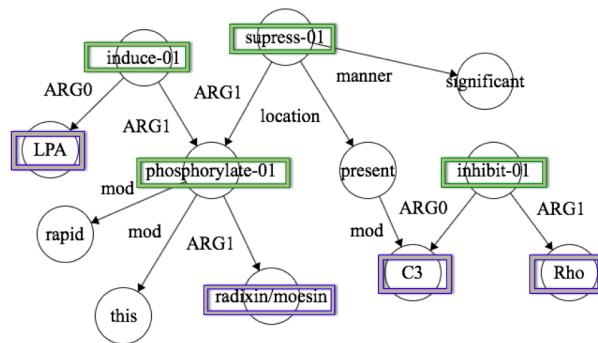 induce-01
supress-01
ARG0
ARG1
ARG1
manner
significant
location
LPA
phosphorylate-01
present
inhibit-01
mod
rapid
mod
ARG1
mod
ARG0
ARG1
C3
Rho
this
radixin/moesin